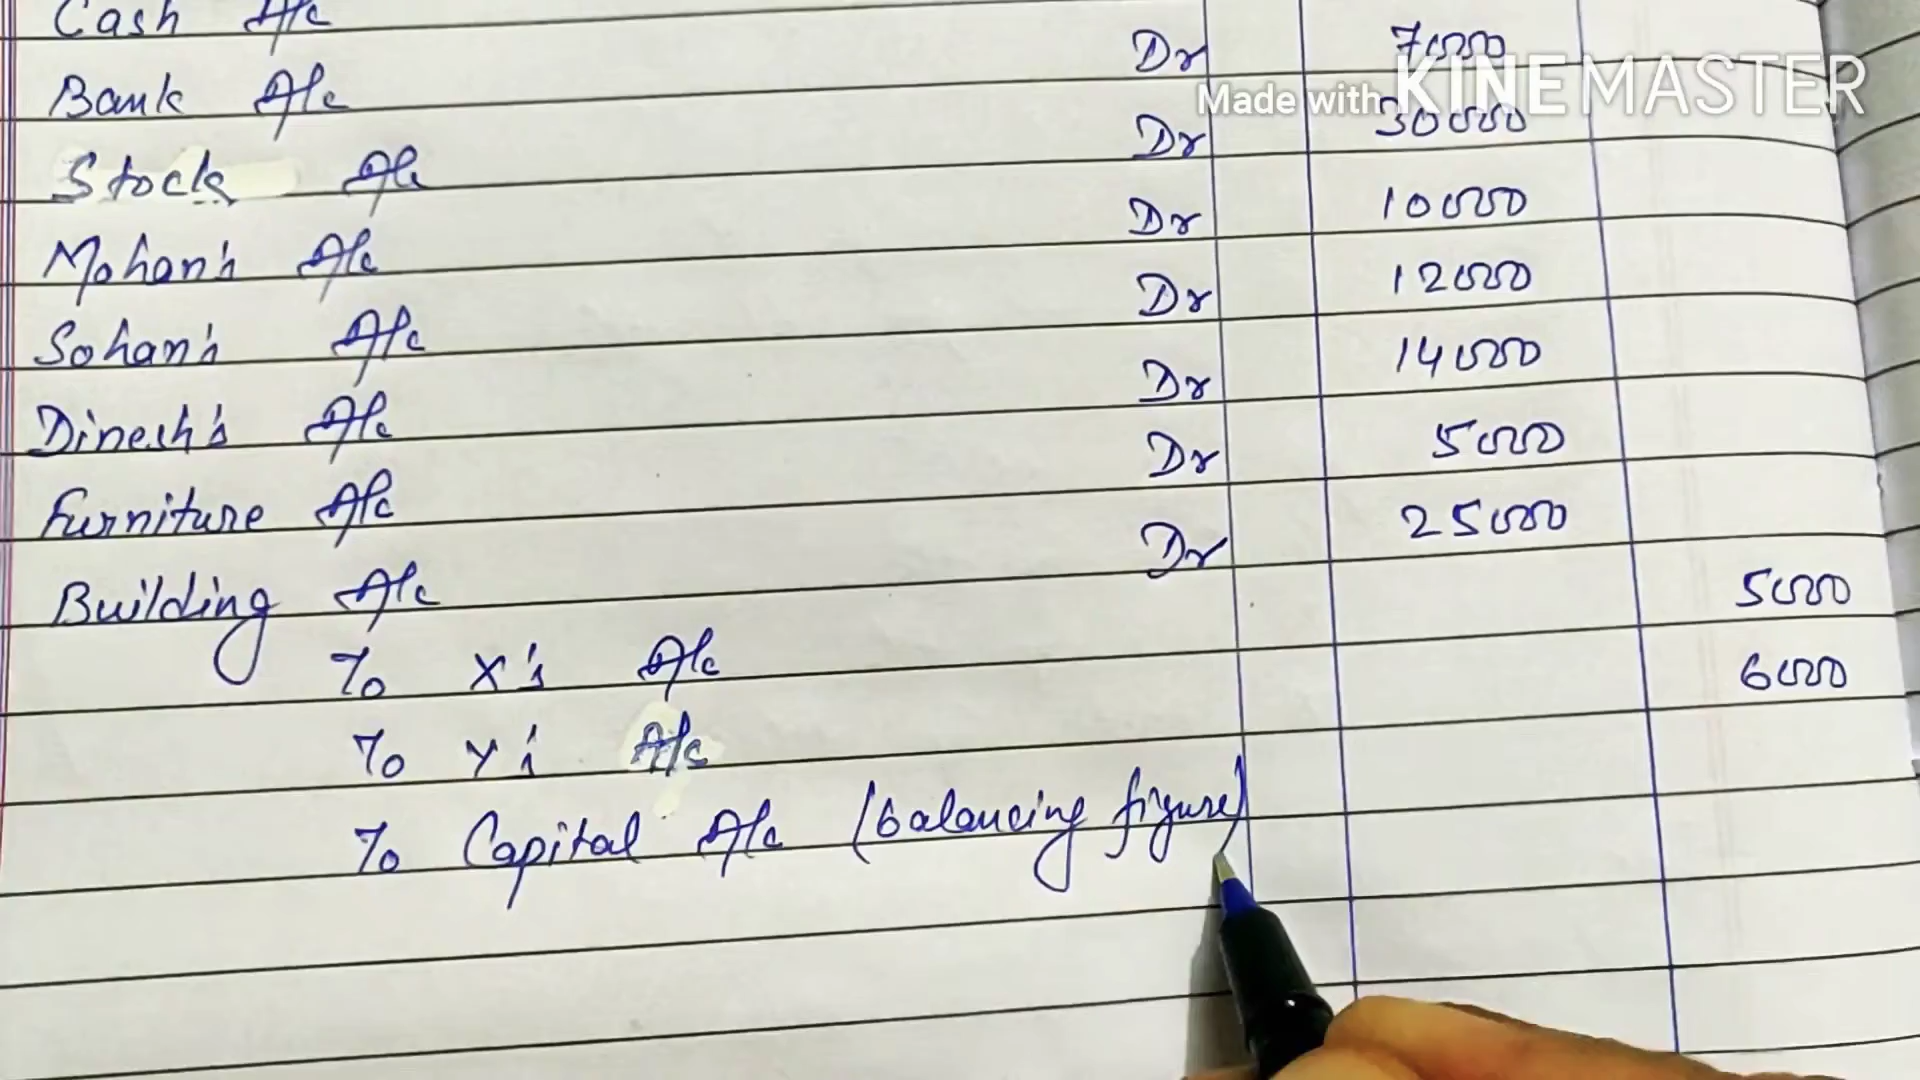 Cash A/c
Bank A/c Dr 7000
Made with KINEMASTER
Stock A/c Dr 30000
Mohan's A/c Dr 10000
Sohan's A/c Dr 12000
Dinesh's A/c Dr 14000
Furniture A/c Dr 5000
Building A/c Dr 25000
To X's A/c 5000
To Y's A/c 6000
To Capital A/c (balancing figure)